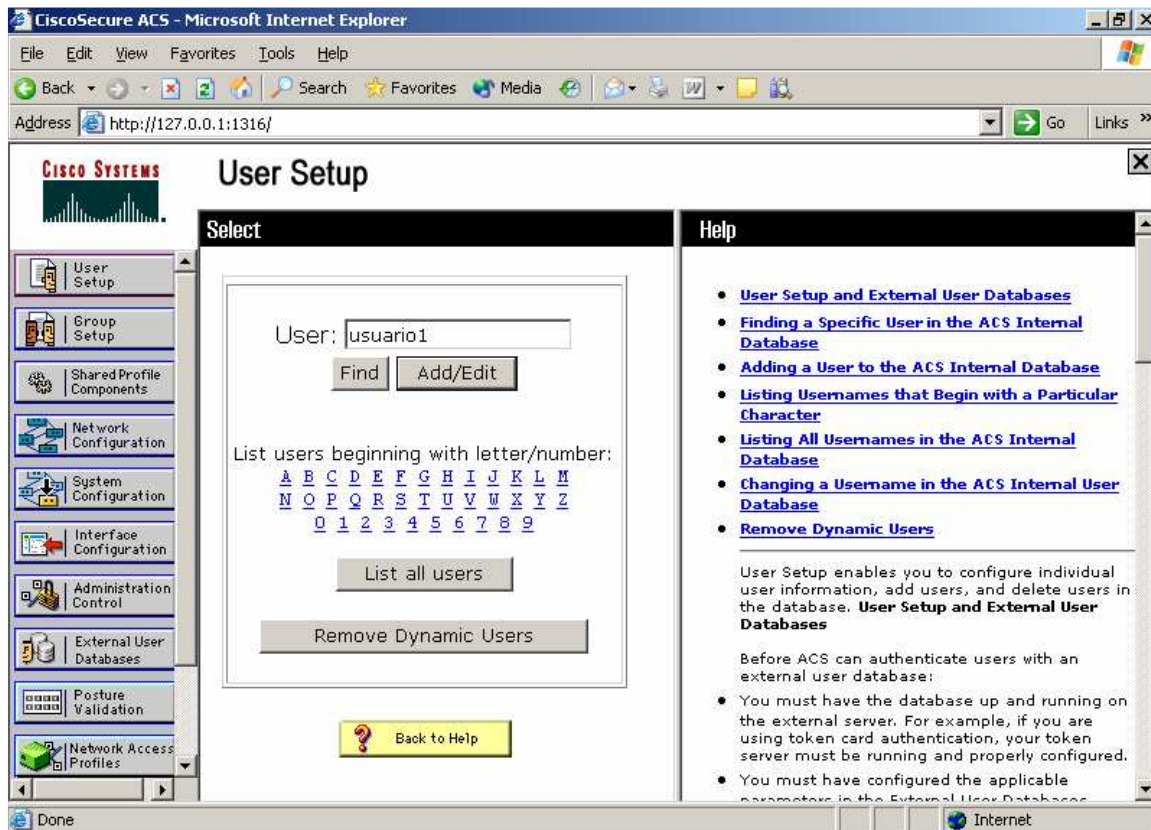 CiscoSecure ACS - Microsoft Internet Explorer
File Edit View Favorites Tools Help
Back Search Favorites Media
Address http://127.0.0.1:1316/ Go Links »
CISCO SYSTEMS
User Setup
User
Setup
Group
Setup
Shared Profile
Components
Network
Configuration
System
Configuration
Interface
Configuration
Administration
Control
External User
Databases
Posture
Validation
Network Access
Profiles
Select
User: usuario1
Find Add/Edit
List users beginning with letter/number:
A B C D E F G H I J K L M
N O P Q R S T U V W X Y Z
0 1 2 3 4 5 6 7 8 9
List all users
Remove Dynamic Users
? Back to Help
Help
User Setup and External User Databases
Finding a Specific User in the ACS Internal
Database
Adding a User to the ACS Internal Database
Listing Usernames that Begin with a Particular
Character
Listing All Usernames in the ACS Internal
Database
Changing a Username in the ACS Internal User
Database
Remove Dynamic Users
User Setup enables you to configure individual
user information, add users, and delete users in
the database. User Setup and External User
Databases
Before ACS can authenticate users with an
external user database:
You must have the database up and running on
the external server. For example, if you are
using token card authentication, your token
server must be running and properly configured.
You must have configured the applicable
parameters in the External User Databases
Done Internet